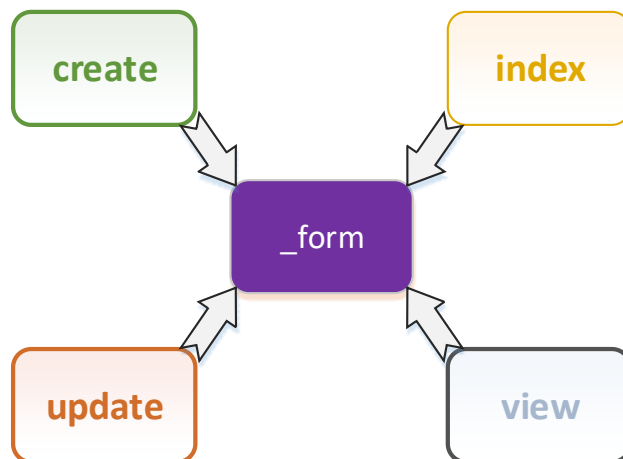 create
index
_form
update
view